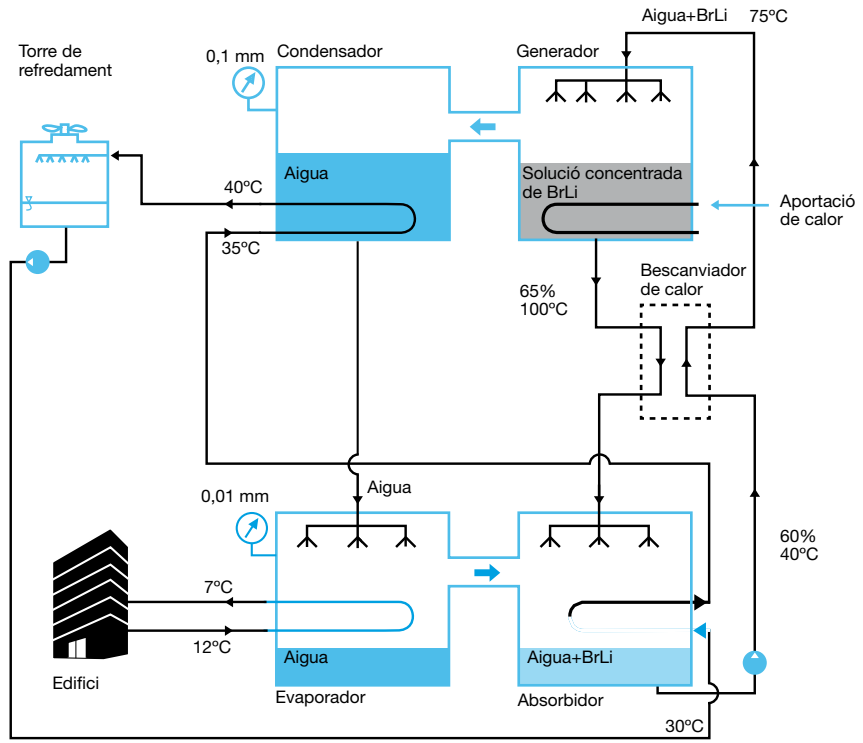 Aigua+BrLi
75ºC
Torre de
refredament
0,1 mm
Condensador
Generador
Aigua
Solució concentrada
de BrLi
40ºC
35ºC
Aportació
de calor
65%
100ºC
Bescanviador
de calor
0,01 mm
Aigua
60%
40ºC
7ºC
12ºC
Aigua
Aigua+BrLi
Edifici
Evaporador
Absorbidor
30ºC